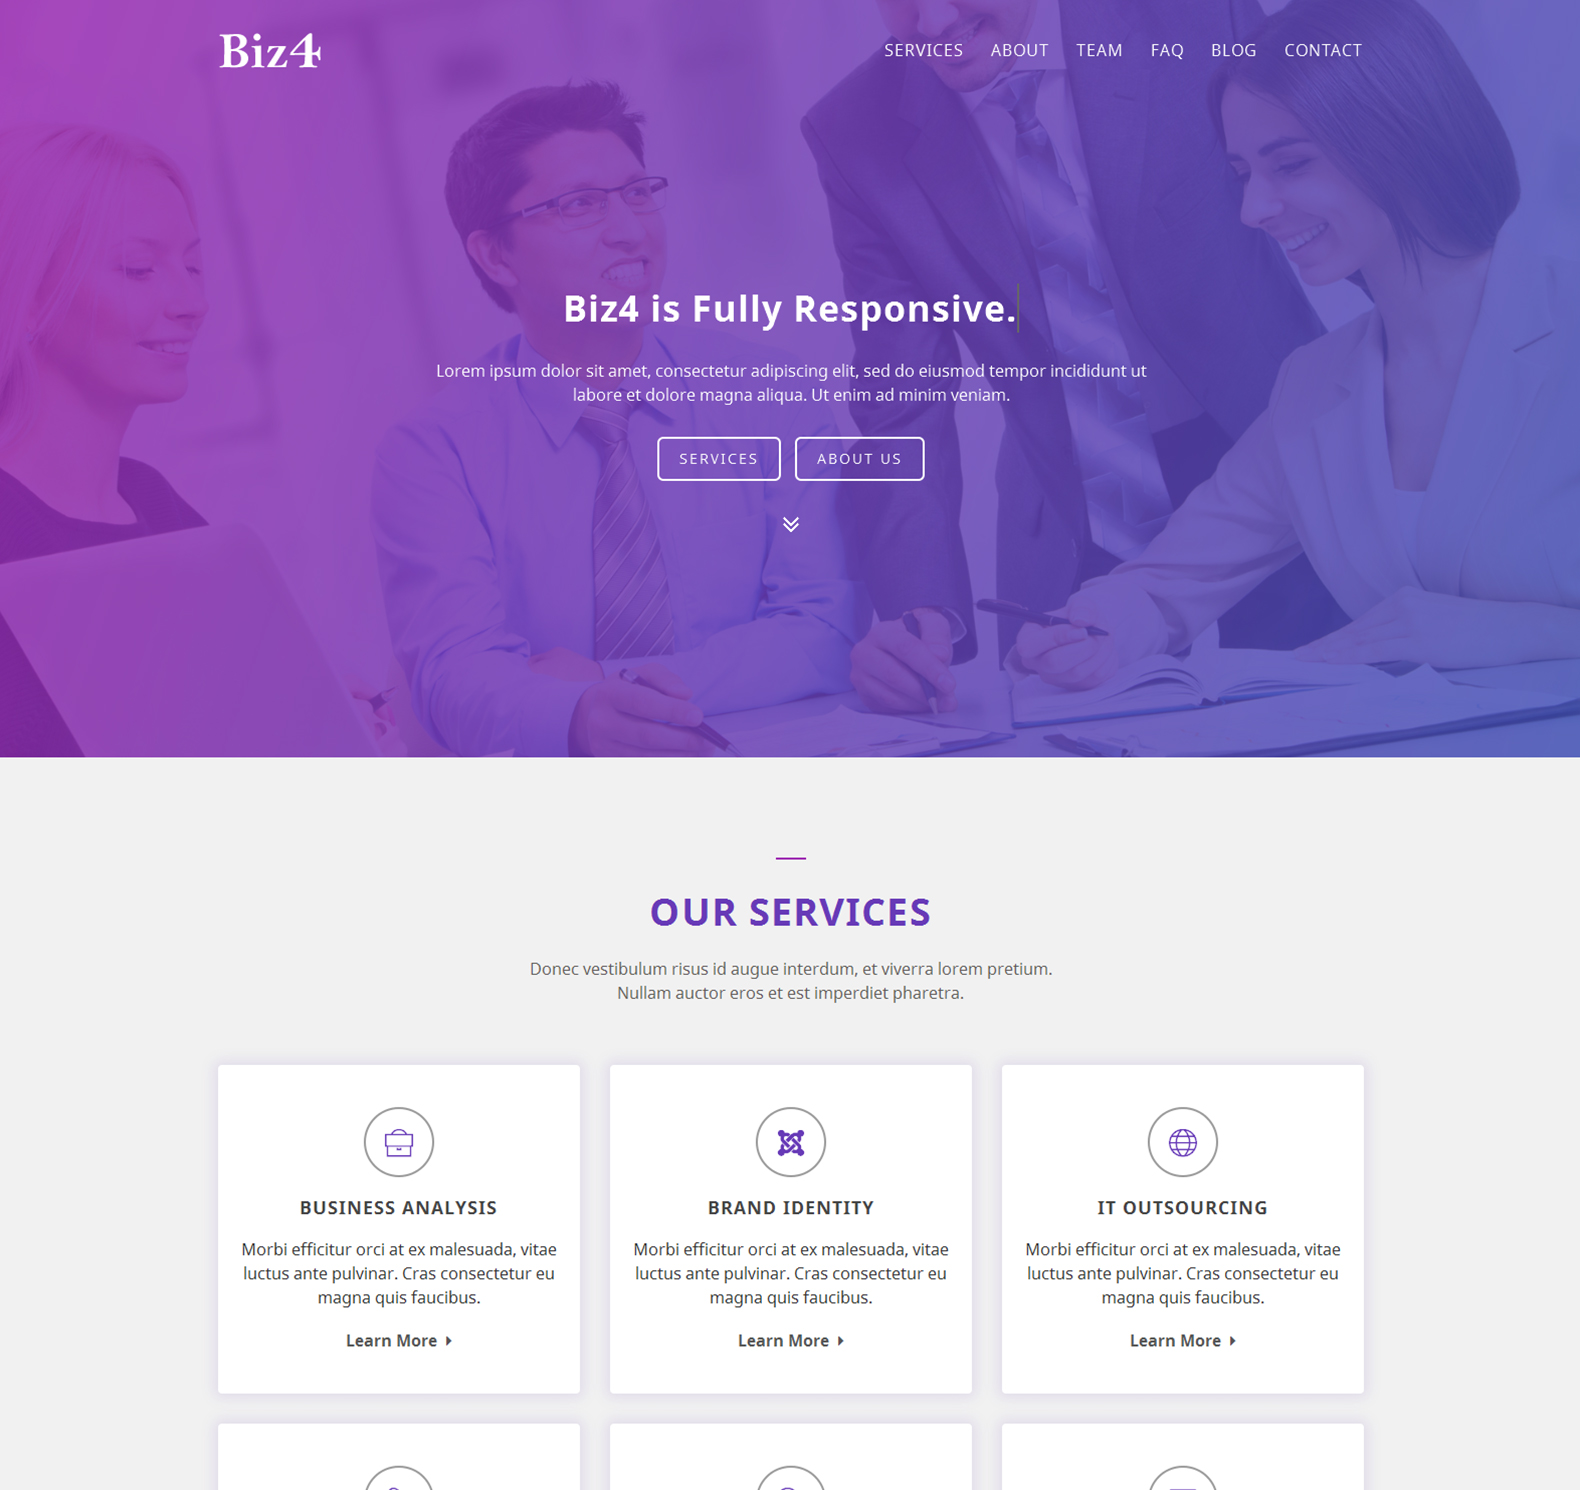 Biz4
SERVICES ABOUT TEAM FAQ BLOG CONTACT
Biz4 is Fully Responsive.
Lorem ipsum dolor sit amet, consectetur adipiscing elit, sed do eiusmod tempor incididunt ut
labore et dolore magna aliqua. Ut enim ad minim veniam.
SERVICES ABOUT US
OUR SERVICES
Donec vestibulum risus id augue interdum, et viverra lorem pretium.
Nullam auctor eros et est imperdiet pharetra.
BUSINESS ANALYSIS
Morbi efficitur orci at ex malesuada, vitae
luctus ante pulvinar. Cras consectetur eu
magna quis faucibus.
Learn More
BRAND IDENTITY
Morbi efficitur orci at ex malesuada, vitae
luctus ante pulvinar. Cras consectetur eu
magna quis faucibus.
Learn More
IT OUTSOURCING
Morbi efficitur orci at ex malesuada, vitae
luctus ante pulvinar. Cras consectetur eu
magna quis faucibus.
Learn More